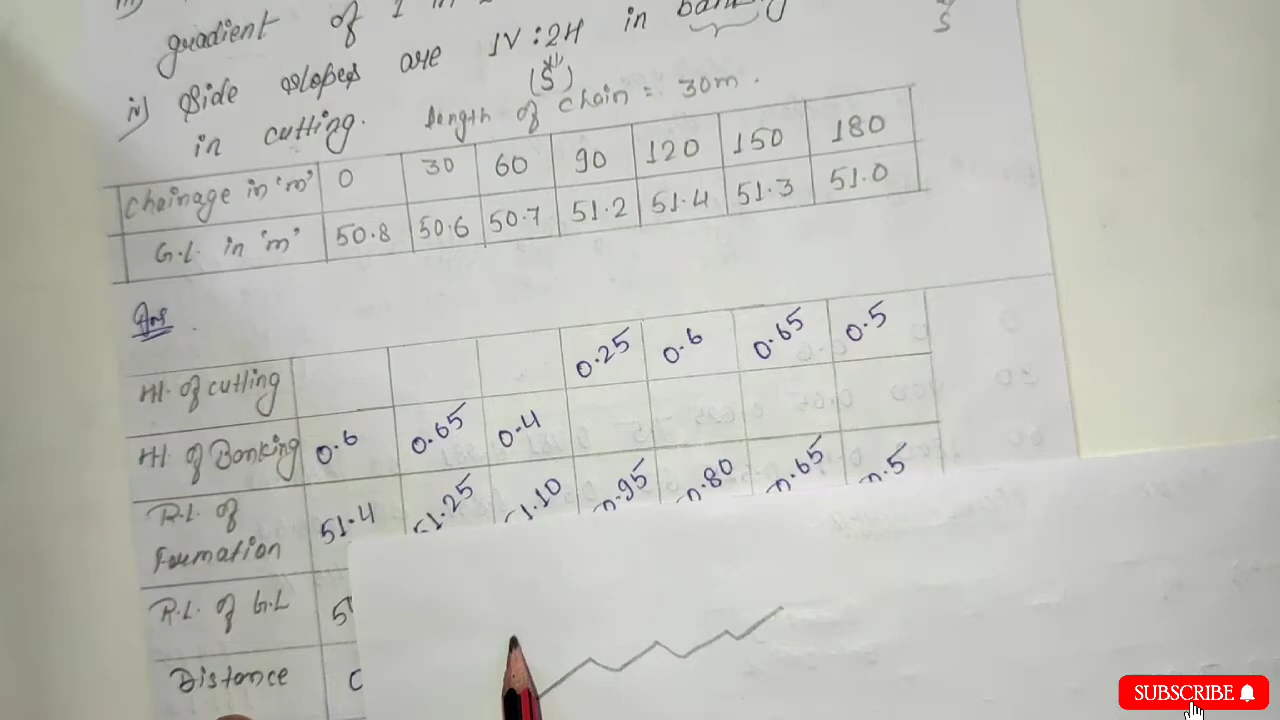 gradient of 1 in
iv) Side slopes are 1V:2H in
(S)
in cutting. length of chain = 30m.
Chainage in 'm' 0 30 60 90 120 150 180
G.L. in 'm' 50.8 50.6 50.7 51.2 51.4 51.3 51.0
Ans
Ht. of cutting 0.25 0.6 0.65 0.5
Ht. of Banking 0.6 0.65 0.4
R.L. of Formation 51.4 51.25
R.L. of G.L
Distance
SUBSCRIBE